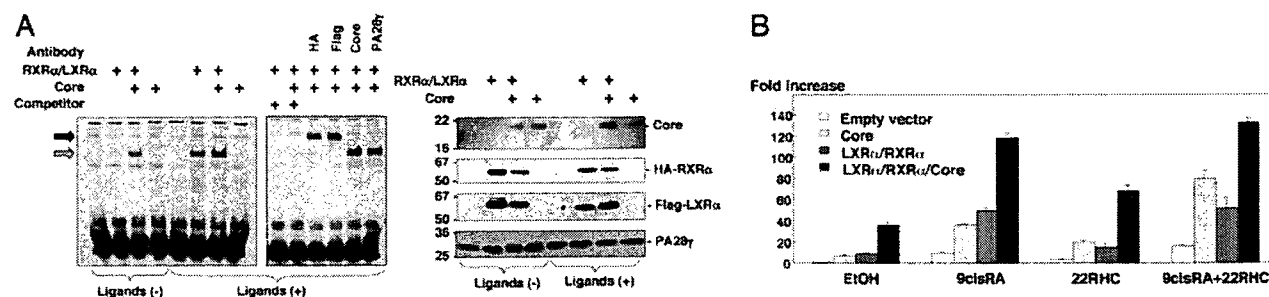 A
Antibody
HA
Flag
Core
PA28γ
RXRα/LXRα + + + + + + + + + +
Core + + + + + + + + +
Competitor + +
Ligands (-)
Ligands (+)
RXRα/LXRα + + + +
Core + + + +
22
15
Core
67
50
HA-RXRα
67
50
Flag-LXRα
36
25
PA28γ
Ligands (-)
Ligands (+)
B
Fold increase
140
120
100
80
60
40
20
0
Empty vector
Core
LXRα/RXRα
LXRα/RXRα/Core
EtOH
9cisRA
22RHC
9cisRA+22RHC